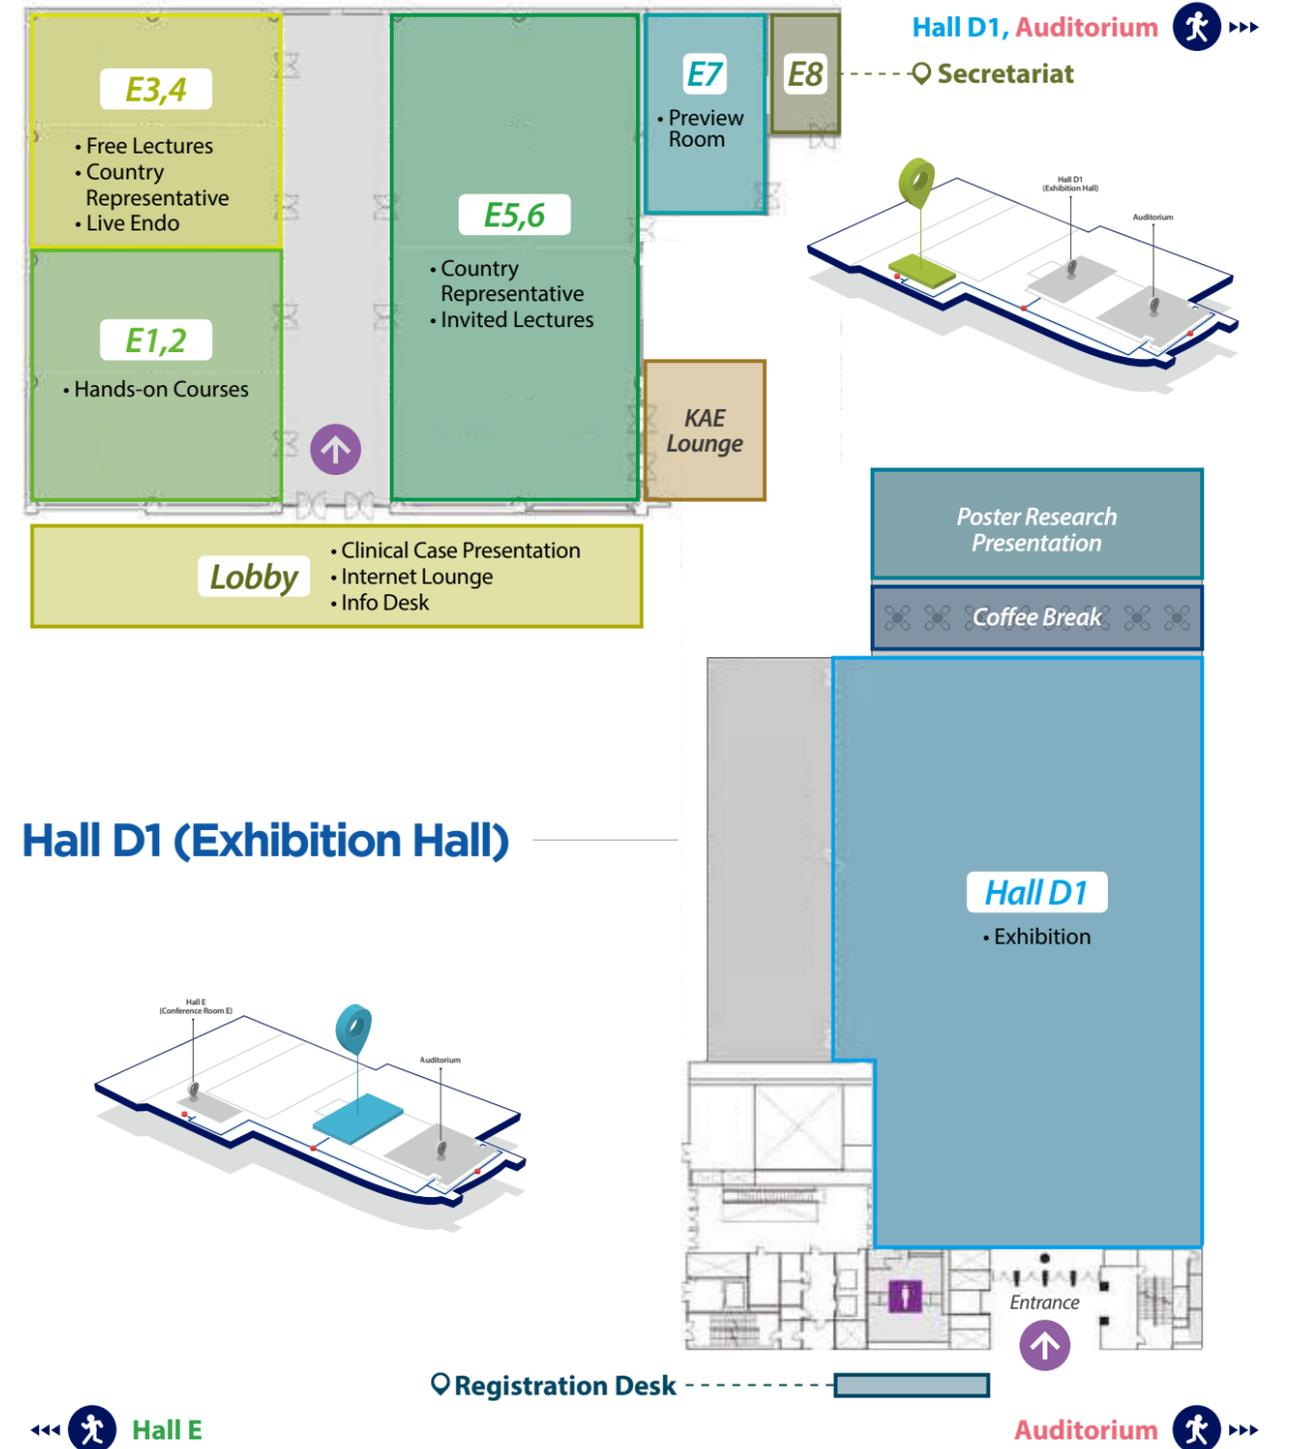 Hall D1, Auditorium
E3,4
• Free Lectures
• Country
Representative
• Live Endo
E5,6
• Country
Representative
• Invited Lectures
E7
• Preview
Room
E8
Secretariat
Hall D1
(Exhibition Hall)
Auditorium
E1,2
• Hands-on Courses
KAE
Lounge
Lobby
• Clinical Case Presentation
• Internet Lounge
• Info Desk
Poster Research
Presentation
Coffee Break
Hall D1 (Exhibition Hall)
Hall D1
• Exhibition
Hall E
(Conference Room E)
Auditorium
Entrance
Registration Desk
Hall E
Auditorium